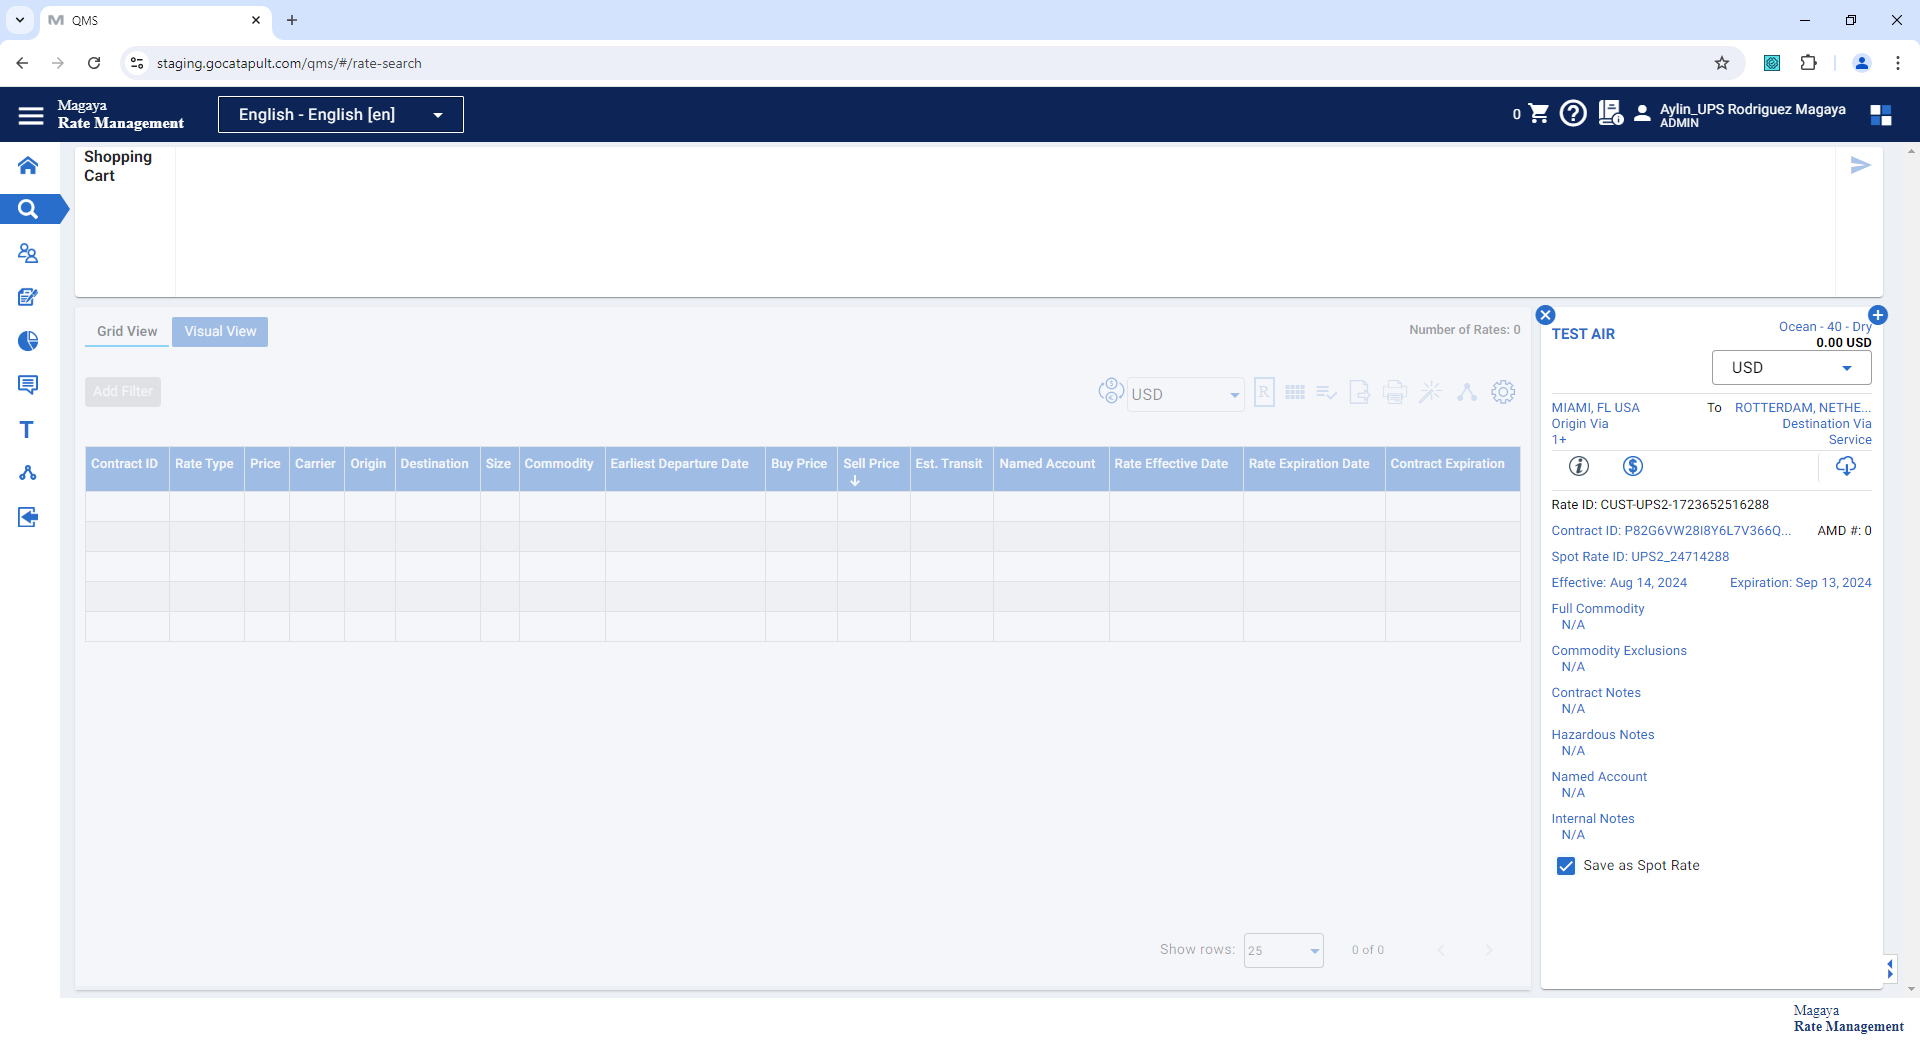 QMS
staging.gocatapult.com/qms/#/rate-search
Magaya
Rate Management
English - English [en]
0
Aylin_UPS Rodriguez Magaya
ADMIN
Shopping
Cart
Grid View
Visual View
Number of Rates: 0
Add Filter
USD
R
Contract ID
Rate Type
Price
Carrier
Origin
Destination
Size
Commodity
Earliest Departure Date
Buy Price
Sell Price
Est. Transit
Named Account
Rate Effective Date
Rate Expiration Date
Contract Expiration
Show rows:
25
0 of 0
TEST AIR
Ocean - 40 - Dry
0.00 USD
USD
MIAMI, FL USA
To
ROTTERDAM, NETHE...
Origin Via
Destination Via
1+
Service
Rate ID: CUST-UPS2-1723652516288
Contract ID: P82G6VW28I8Y6L7V366Q...
AMD #: 0
Spot Rate ID: UPS2_24714288
Effective: Aug 14, 2024
Expiration: Sep 13, 2024
Full Commodity
N/A
Commodity Exclusions
N/A
Contract Notes
N/A
Hazardous Notes
N/A
Named Account
N/A
Internal Notes
N/A
Save as Spot Rate
Magaya
Rate Management